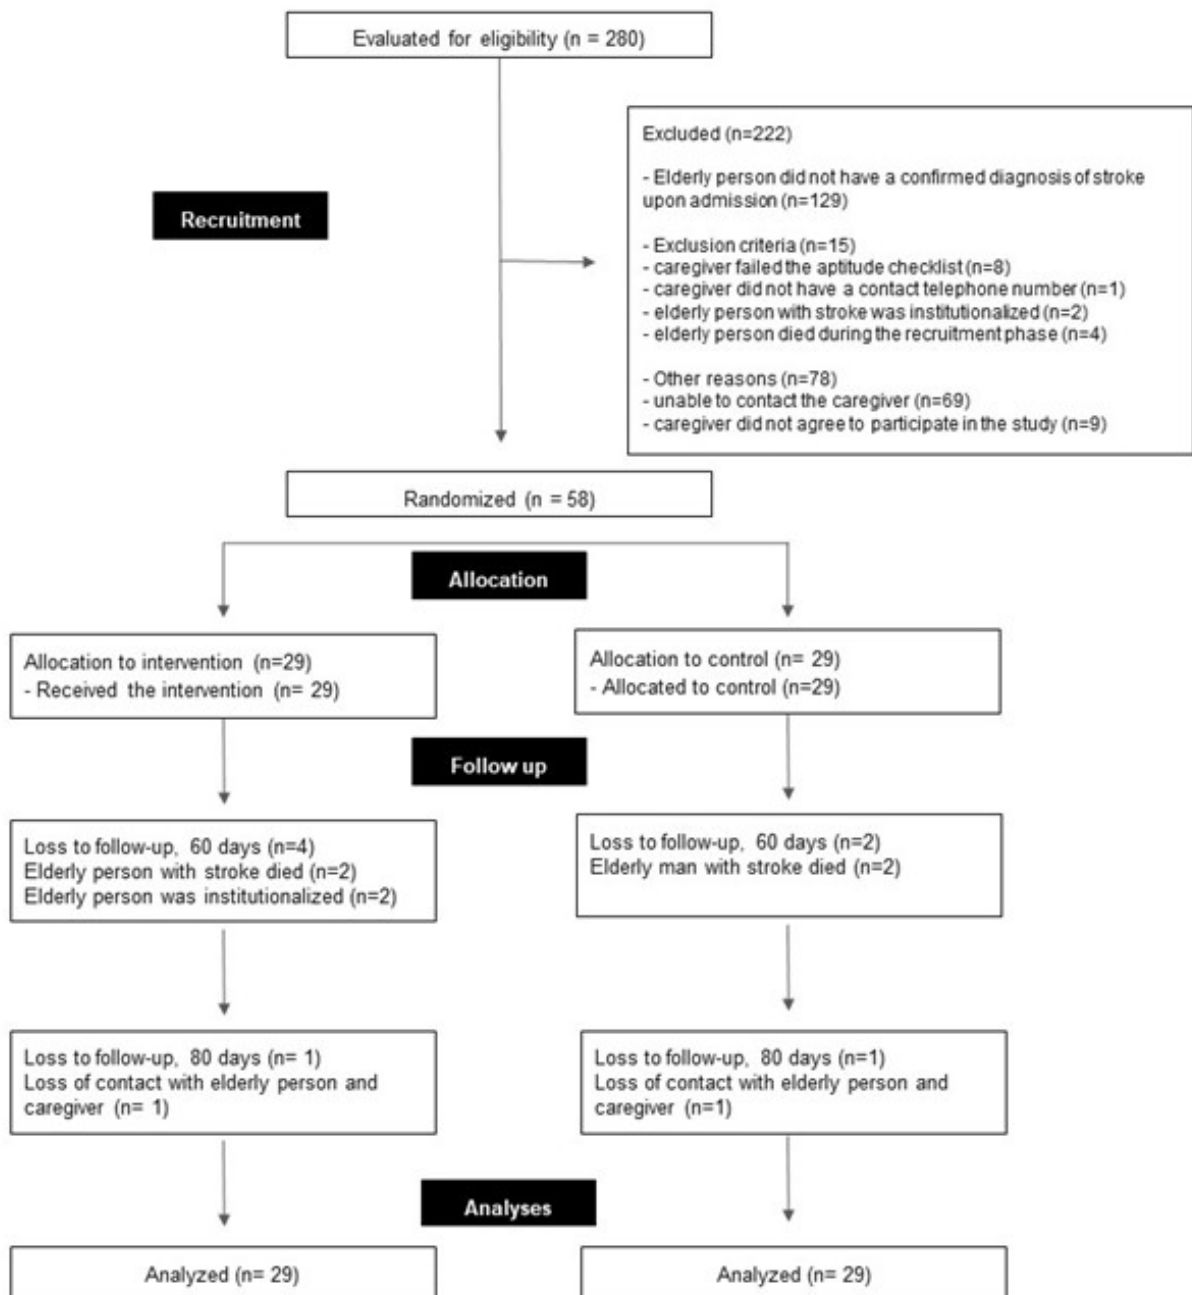 Evaluated for eligibility (n = 280)
Excluded (n=222)
- Elderly person did not have a confirmed diagnosis of stroke
upon admission (n=129)
- Exclusion criteria (n=15)
- caregiver failed the aptitude checklist (n=8)
- caregiver did not have a contact telephone number (n=1)
- elderly person with stroke was institutionalized (n=2)
- elderly person died during the recruitment phase (n=4)
- Other reasons (n=78)
- unable to contact the caregiver (n=69)
- caregiver did not agree to participate in the study (n=9)
Recruitment
Randomized (n = 58)
Allocation
Allocation to intervention (n=29)
- Received the intervention (n= 29)
Allocation to control (n= 29)
- Allocated to control (n=29)
Follow up
Loss to follow-up, 60 days (n=4)
Elderly person with stroke died (n=2)
Elderly person was institutionalized (n=2)
Loss to follow-up, 60 days (n=2)
Elderly man with stroke died (n=2)
Loss to follow-up, 80 days (n= 1)
Loss of contact with elderly person and
caregiver (n= 1)
Loss to follow-up, 80 days (n=1)
Loss of contact with elderly person and
caregiver (n=1)
Analyses
Analyzed (n= 29)
Analyzed (n= 29)